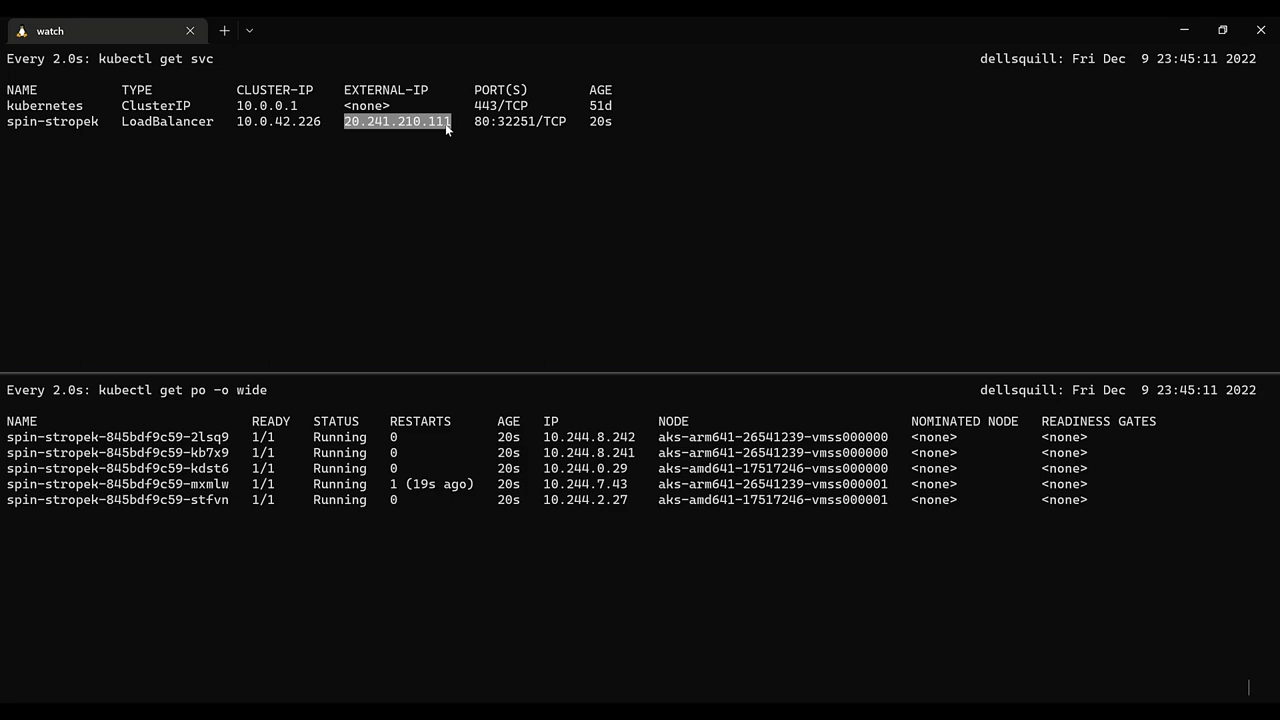 watch
Every 2.0s: kubectl get svc dellsquill: Fri Dec 9 23:45:11 2022
NAME TYPE CLUSTER-IP EXTERNAL-IP PORT(S) AGE
kubernetes ClusterIP 10.0.0.1 <none> 443/TCP 51d
spin-stropek LoadBalancer 10.0.42.226 20.241.210.111 80:32251/TCP 20s
Every 2.0s: kubectl get po -o wide dellsquill: Fri Dec 9 23:45:11 2022
NAME READY STATUS RESTARTS AGE IP NODE NOMINATED NODE READINESS GATES
spin-stropek-845bdf9c59-2lsq9 1/1 Running 0 20s 10.244.8.242 aks-arm641-26541239-vmss000000 <none> <none>
spin-stropek-845bdf9c59-kb7x9 1/1 Running 0 20s 10.244.8.241 aks-arm641-26541239-vmss000000 <none> <none>
spin-stropek-845bdf9c59-kdst6 1/1 Running 0 20s 10.244.0.29 aks-amd641-17517246-vmss000000 <none> <none>
spin-stropek-845bdf9c59-mxmlw 1/1 Running 1 (19s ago) 20s 10.244.7.43 aks-arm641-26541239-vmss000001 <none> <none>
spin-stropek-845bdf9c59-stfvn 1/1 Running 0 20s 10.244.2.27 aks-amd641-17517246-vmss000001 <none> <none>